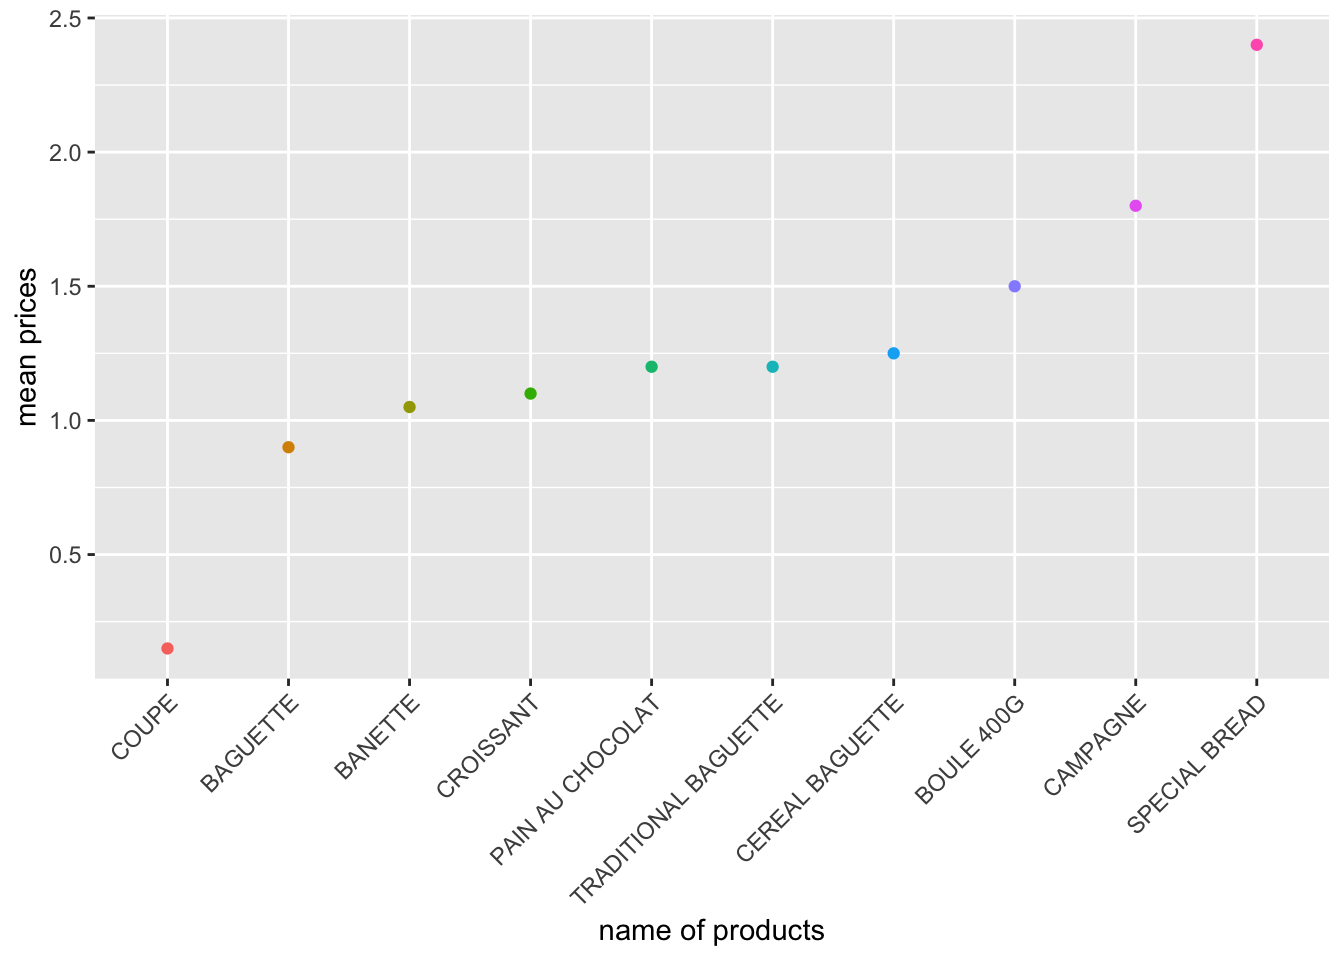 2.5
2.0
1.5
1.0
0.5
mean prices
COUPE
BAGUETTE
BANETTE
CROISSANT
PAIN AU CHOCOLAT
TRADITIONAL BAGUETTE
CEREAL BAGUETTE
BOULE 400G
CAMPAGNE
SPECIAL BREAD
name of products